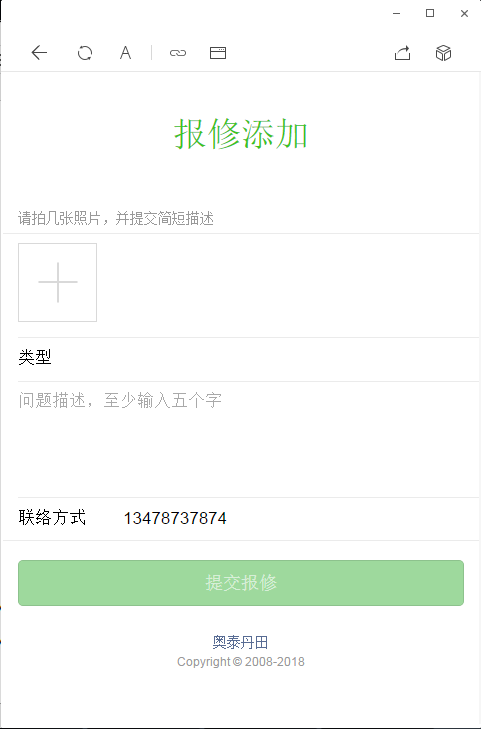 报修添加
请拍几张照片，并提交简短描述
类型
问题描述，至少输入五个字
联络方式 13478737874
提交报修
奥泰丹田
Copyright © 2008-2018